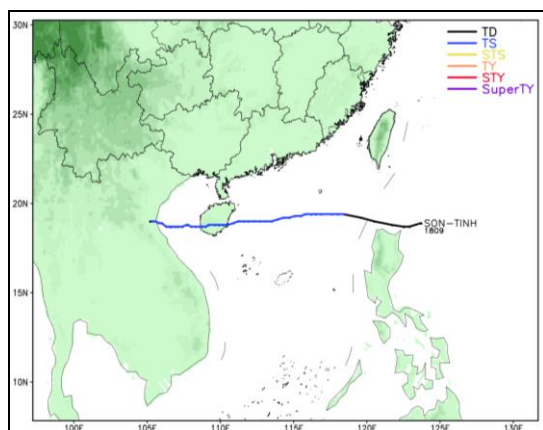 30N
25N
20N
15N
10N
TD
TS
STS
TY
STY
SuperTY
SON-TINH
1809
100E
105E
110E
115E
120E
125E
130E